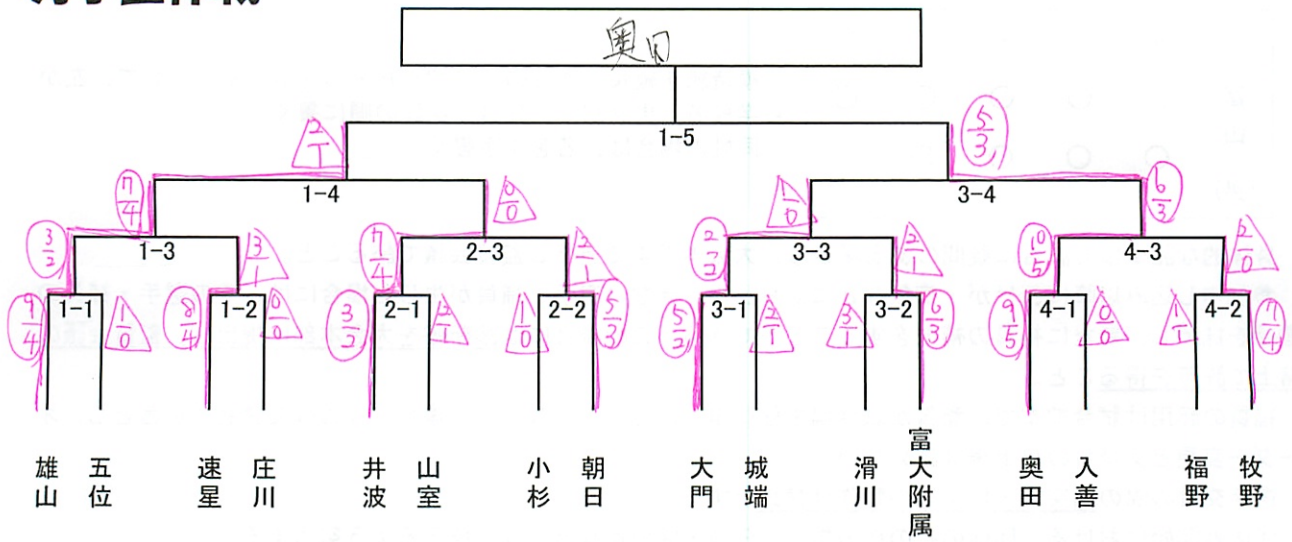 奥田
1-5
2/1
5/3
1-4
3-4
7/4
0/0
1/0
6/3
1-3
2-3
3-3
4-3
3/2
3/1
7/4
2/1
2/2
2/1
10/5
2/0
1-1
1-2
2-1
2-2
3-1
3-2
4-1
4-2
9/4
1/0
8/4
0/0
3/3
2/1
1/0
5/3
5/2
2/1
3/1
6/3
9/5
0/0
1/1
7/4
雄山
五位
速星
庄川
井波
山室
小杉
朝日
大門
城端
滑川
富大附属
奥田
入善
福野
牧野